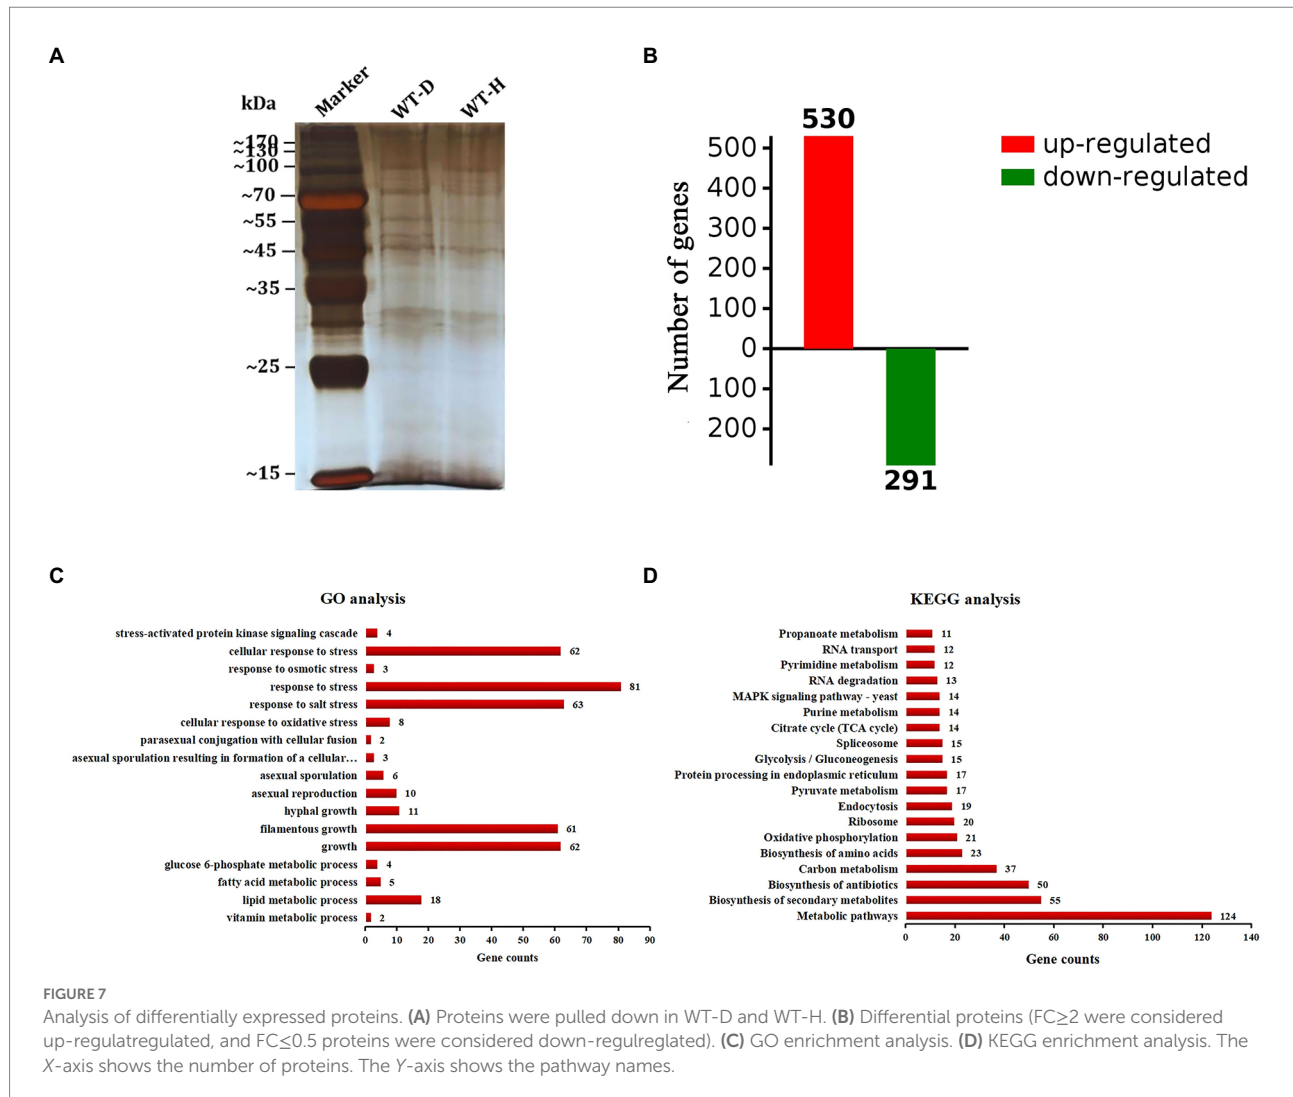 A
kDa
Marker
WT-D
WT-H
~170
~130
~100
~70
~55
~45
~35
~25
~15
B
Number of genes
530
500
400
300
200
100
0
100
200
291
up-regulated
down-regulated
C
GO analysis
stress-activated protein kinase signaling cascade 4
cellular response to stress 62
response to osmotic stress 3
response to stress 81
response to salt stress 63
cellular response to oxidative stress 8
parasexual conjugation with cellular fusion 2
asexual sporulation resulting in formation of a cellular... 3
asexual sporulation 6
asexual reproduction 10
hyphal growth 11
filamentous growth 61
growth 62
glucose 6-phosphate metabolic process 4
fatty acid metabolic process 5
lipid metabolic process 18
vitamin metabolic process 2
0 10 20 30 40 50 60 70 80 90
Gene counts
D
KEGG analysis
Propanoate metabolism 11
RNA transport 12
Pyrimidine metabolism 12
RNA degradation 13
MAPK signaling pathway - yeast 14
Purine metabolism 14
Citrate cycle (TCA cycle) 14
Spliceosome 15
Glycolysis / Gluconeogenesis 15
Protein processing in endoplasmic reticulum 17
Pyruvate metabolism 17
Endocytosis 19
Ribosome 20
Oxidative phosphorylation 21
Biosynthesis of amino acids 23
Carbon metabolism 37
Biosynthesis of antibiotics 50
Biosynthesis of secondary metabolites 55
Metabolic pathways 124
0 20 40 60 80 100 120 140
Gene counts
FIGURE 7
Analysis of differentially expressed proteins. (A) Proteins were pulled down in WT-D and WT-H. (B) Differential proteins (FC≥2 were considered
up-regulatregulated, and FC≤0.5 proteins were considered down-regulreglated). (C) GO enrichment analysis. (D) KEGG enrichment analysis. The
X-axis shows the number of proteins. The Y-axis shows the pathway names.